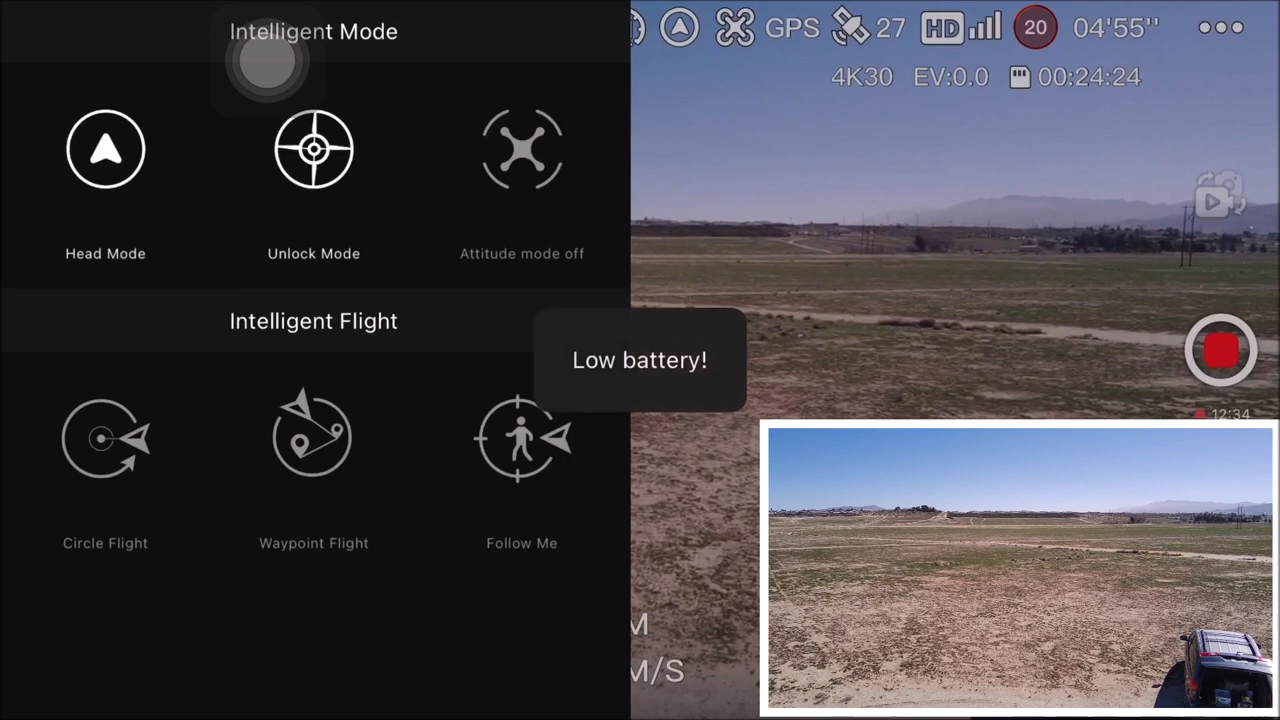 Intelligent Mode
GPS 27 HD 20 04'55''
4K30 EV:0.0 00:24:24
Head Mode
Unlock Mode
Attitude mode off
Intelligent Flight
Low battery!
12:34
Circle Flight
Waypoint Flight
Follow Me
M
M/S